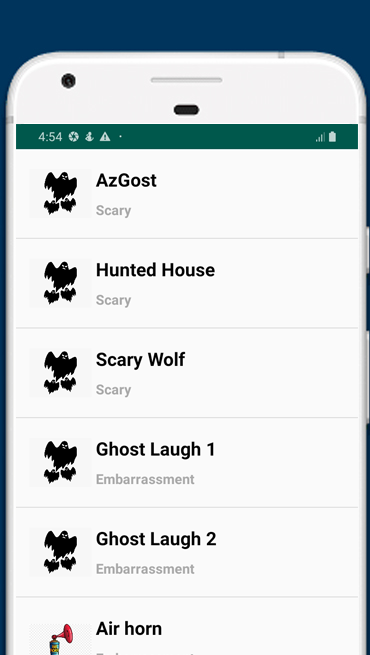 4:54
AzGost
Scary
Hunted House
Scary
Scary Wolf
Scary
Ghost Laugh 1
Embarrassment
Ghost Laugh 2
Embarrassment
Air horn